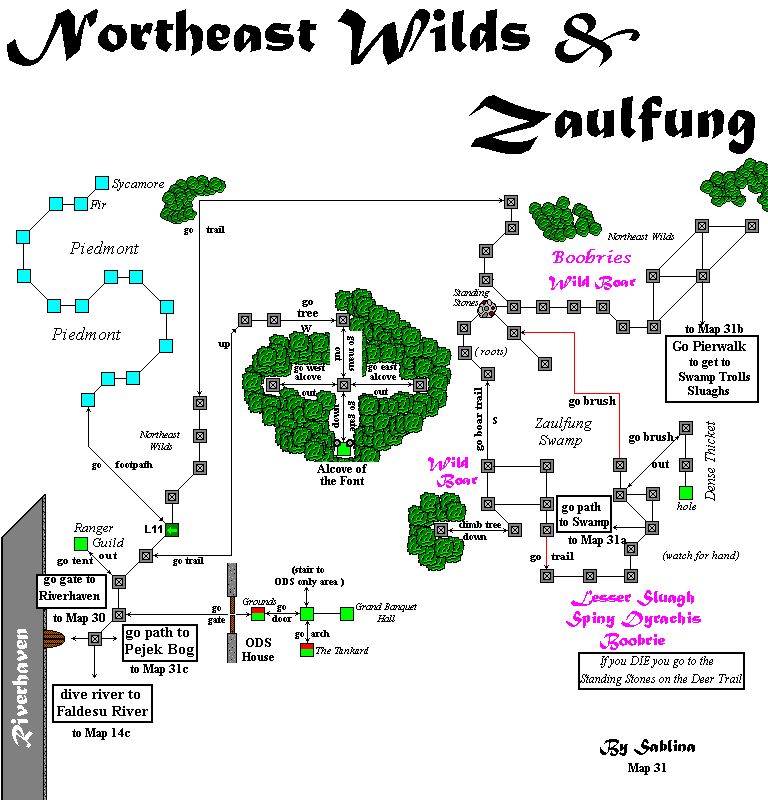 Northeast Wilds &
Zaulfung
Sycamore
Fir
Piedmont
Piedmont
go trail
Boobries
Wild Boar
Northeast Wilds
Standing
Stones
to Map 31b
Go Pierwalk
to get to
Swamp Trolls
Sluaghs
go
tree
W
up
go maus
out
go west
alcove
out
go east
alcove
out
down
go gate
Alcove of
the Font
(roots)
go boar trail
S
go brush
Zaulfung
Swamp
go brush
out
Dense Thicket
hole
Wild
Boar
climb tree
down
go path
to Swamp
to Map 31a
go trail
(watch for hand)
Northeast
Wilds
go footpath
L11
go trail
Ranger
Guild
go tent
out
go gate to
Riverhaven
to Map 30
go path to
Pejek Bog
to Map 31c
dive river to
Faldesu River
to Map 14c
Riverhaven
go
gate
Grounds
go
door
(stair to
ODS only area )
Grand Banquet
Hall
go arch
The Tankard
ODS
House
Lesser Sluagh
Spiny Dyrachis
Boobrie
If you DIE you go to the
Standing Stones on the Deer Trail
By Sablina
Map 31